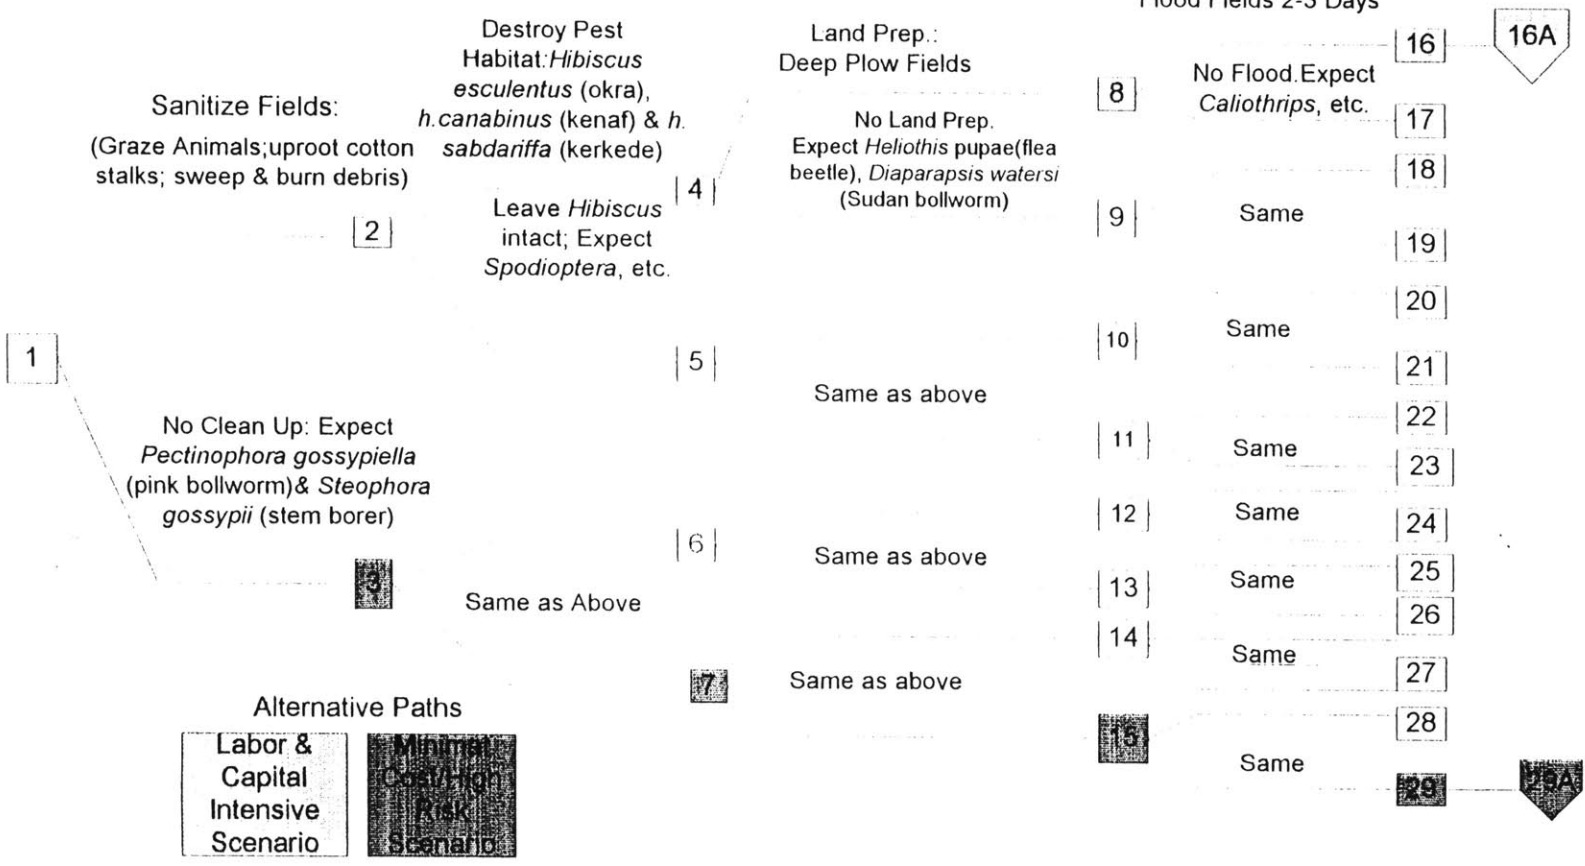 Flood Fields 2-3 Days
Destroy Pest
Habitat:Hibiscus
esculentus (okra),
h.canabinus (kenaf) & h.
sabdariffa (kerkede)
Land Prep.:
Deep Plow Fields
16
16A
No Flood.Expect
Caliothrips, etc.
8
Sanitize Fields:
(Graze Animals;uproot cotton
stalks; sweep & burn debris)
No Land Prep.
Expect Heliothis pupae(flea
beetle), Diaparapsis watersi
(Sudan bollworm)
17
18
4
Leave Hibiscus
intact; Expect
Spodioptera, etc.
2
9
Same
19
20
1
5
10
Same
21
Same as above
22
No Clean Up: Expect
Pectinophora gossypiella
(pink bollworm)& Steophora
gossypii (stem borer)
11
Same
23
12
Same
24
6
Same as above
3
Same as Above
13
Same
25
26
14
Same
27
7
Same as above
28
15
Same
29
29A
Alternative Paths
Labor &
Capital
Intensive
Scenario
Minimal
Cost/High
Risk
Scenario